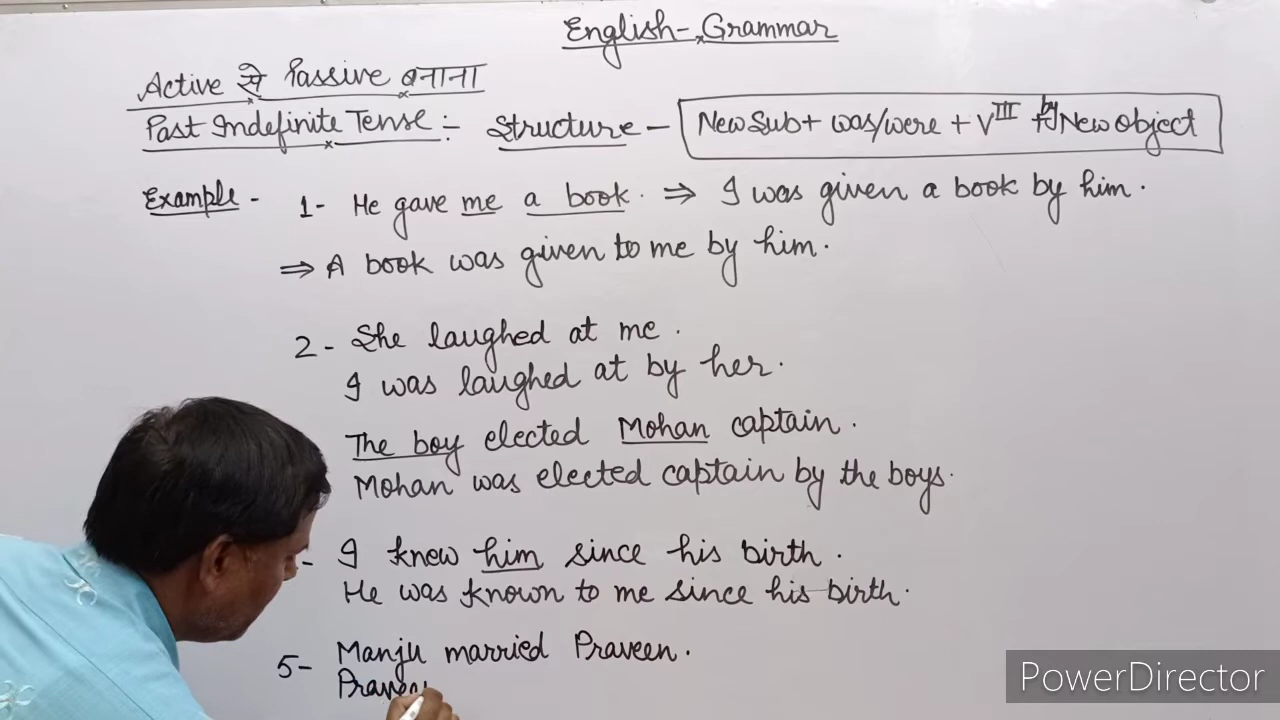 English-Grammar
Active से Passive बनाना
Past Indefinite Tense:- Structure - New Sub + was/were + V III + by New object
Example - 1- He gave me a book. ⇒ I was given a book by him.
⇒ A book was given to me by him.
2- She laughed at me.
I was laughed at by her.
The boy elected Mohan captain.
Mohan was elected captain by the boys.
- I knew him since his birth.
He was known to me since his birth.
5- Manju married Praveen.
PowerDirector